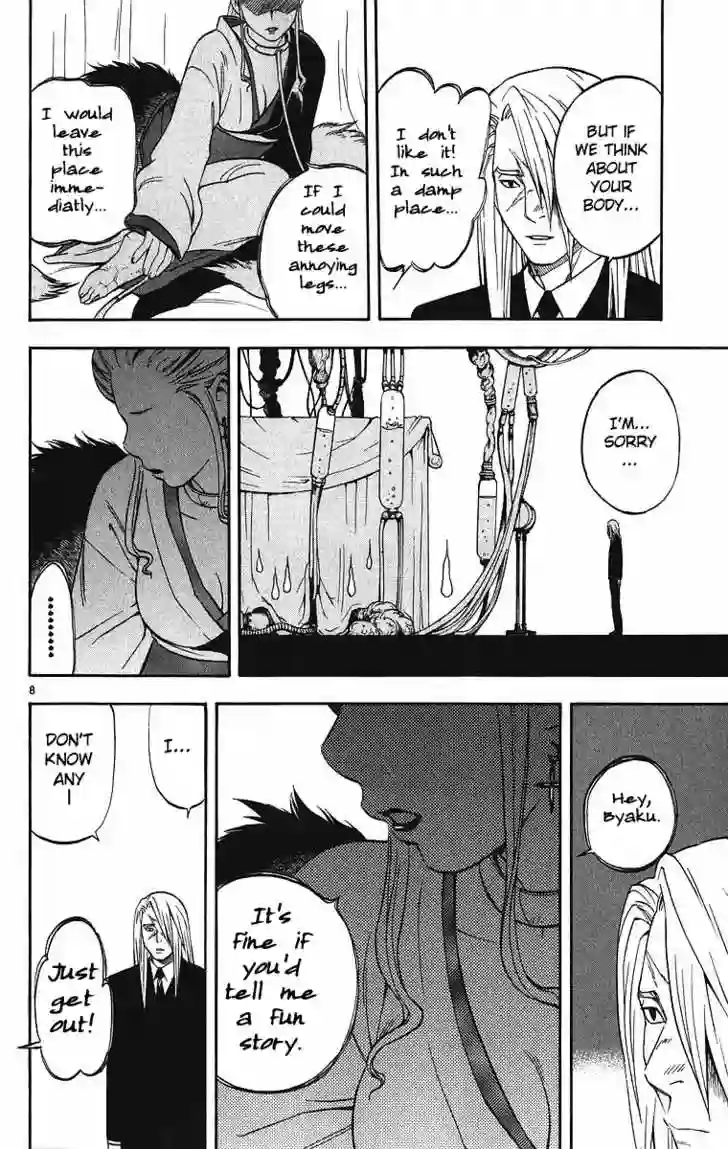 BUT IF
WE THINK
ABOUT
YOUR
BODY...
I don't
like it!
In such
a damp
place...
If I
could
move
these
annoying
legs...
I would
leave
this
place
imme-
diatly...
I'M...
SORRY
...
.........
8
Hey,
Byaku.
It's
fine if
you'd
tell me
a fun
story.
I...
DON'T
KNOW
ANY
I
Just
get
out!